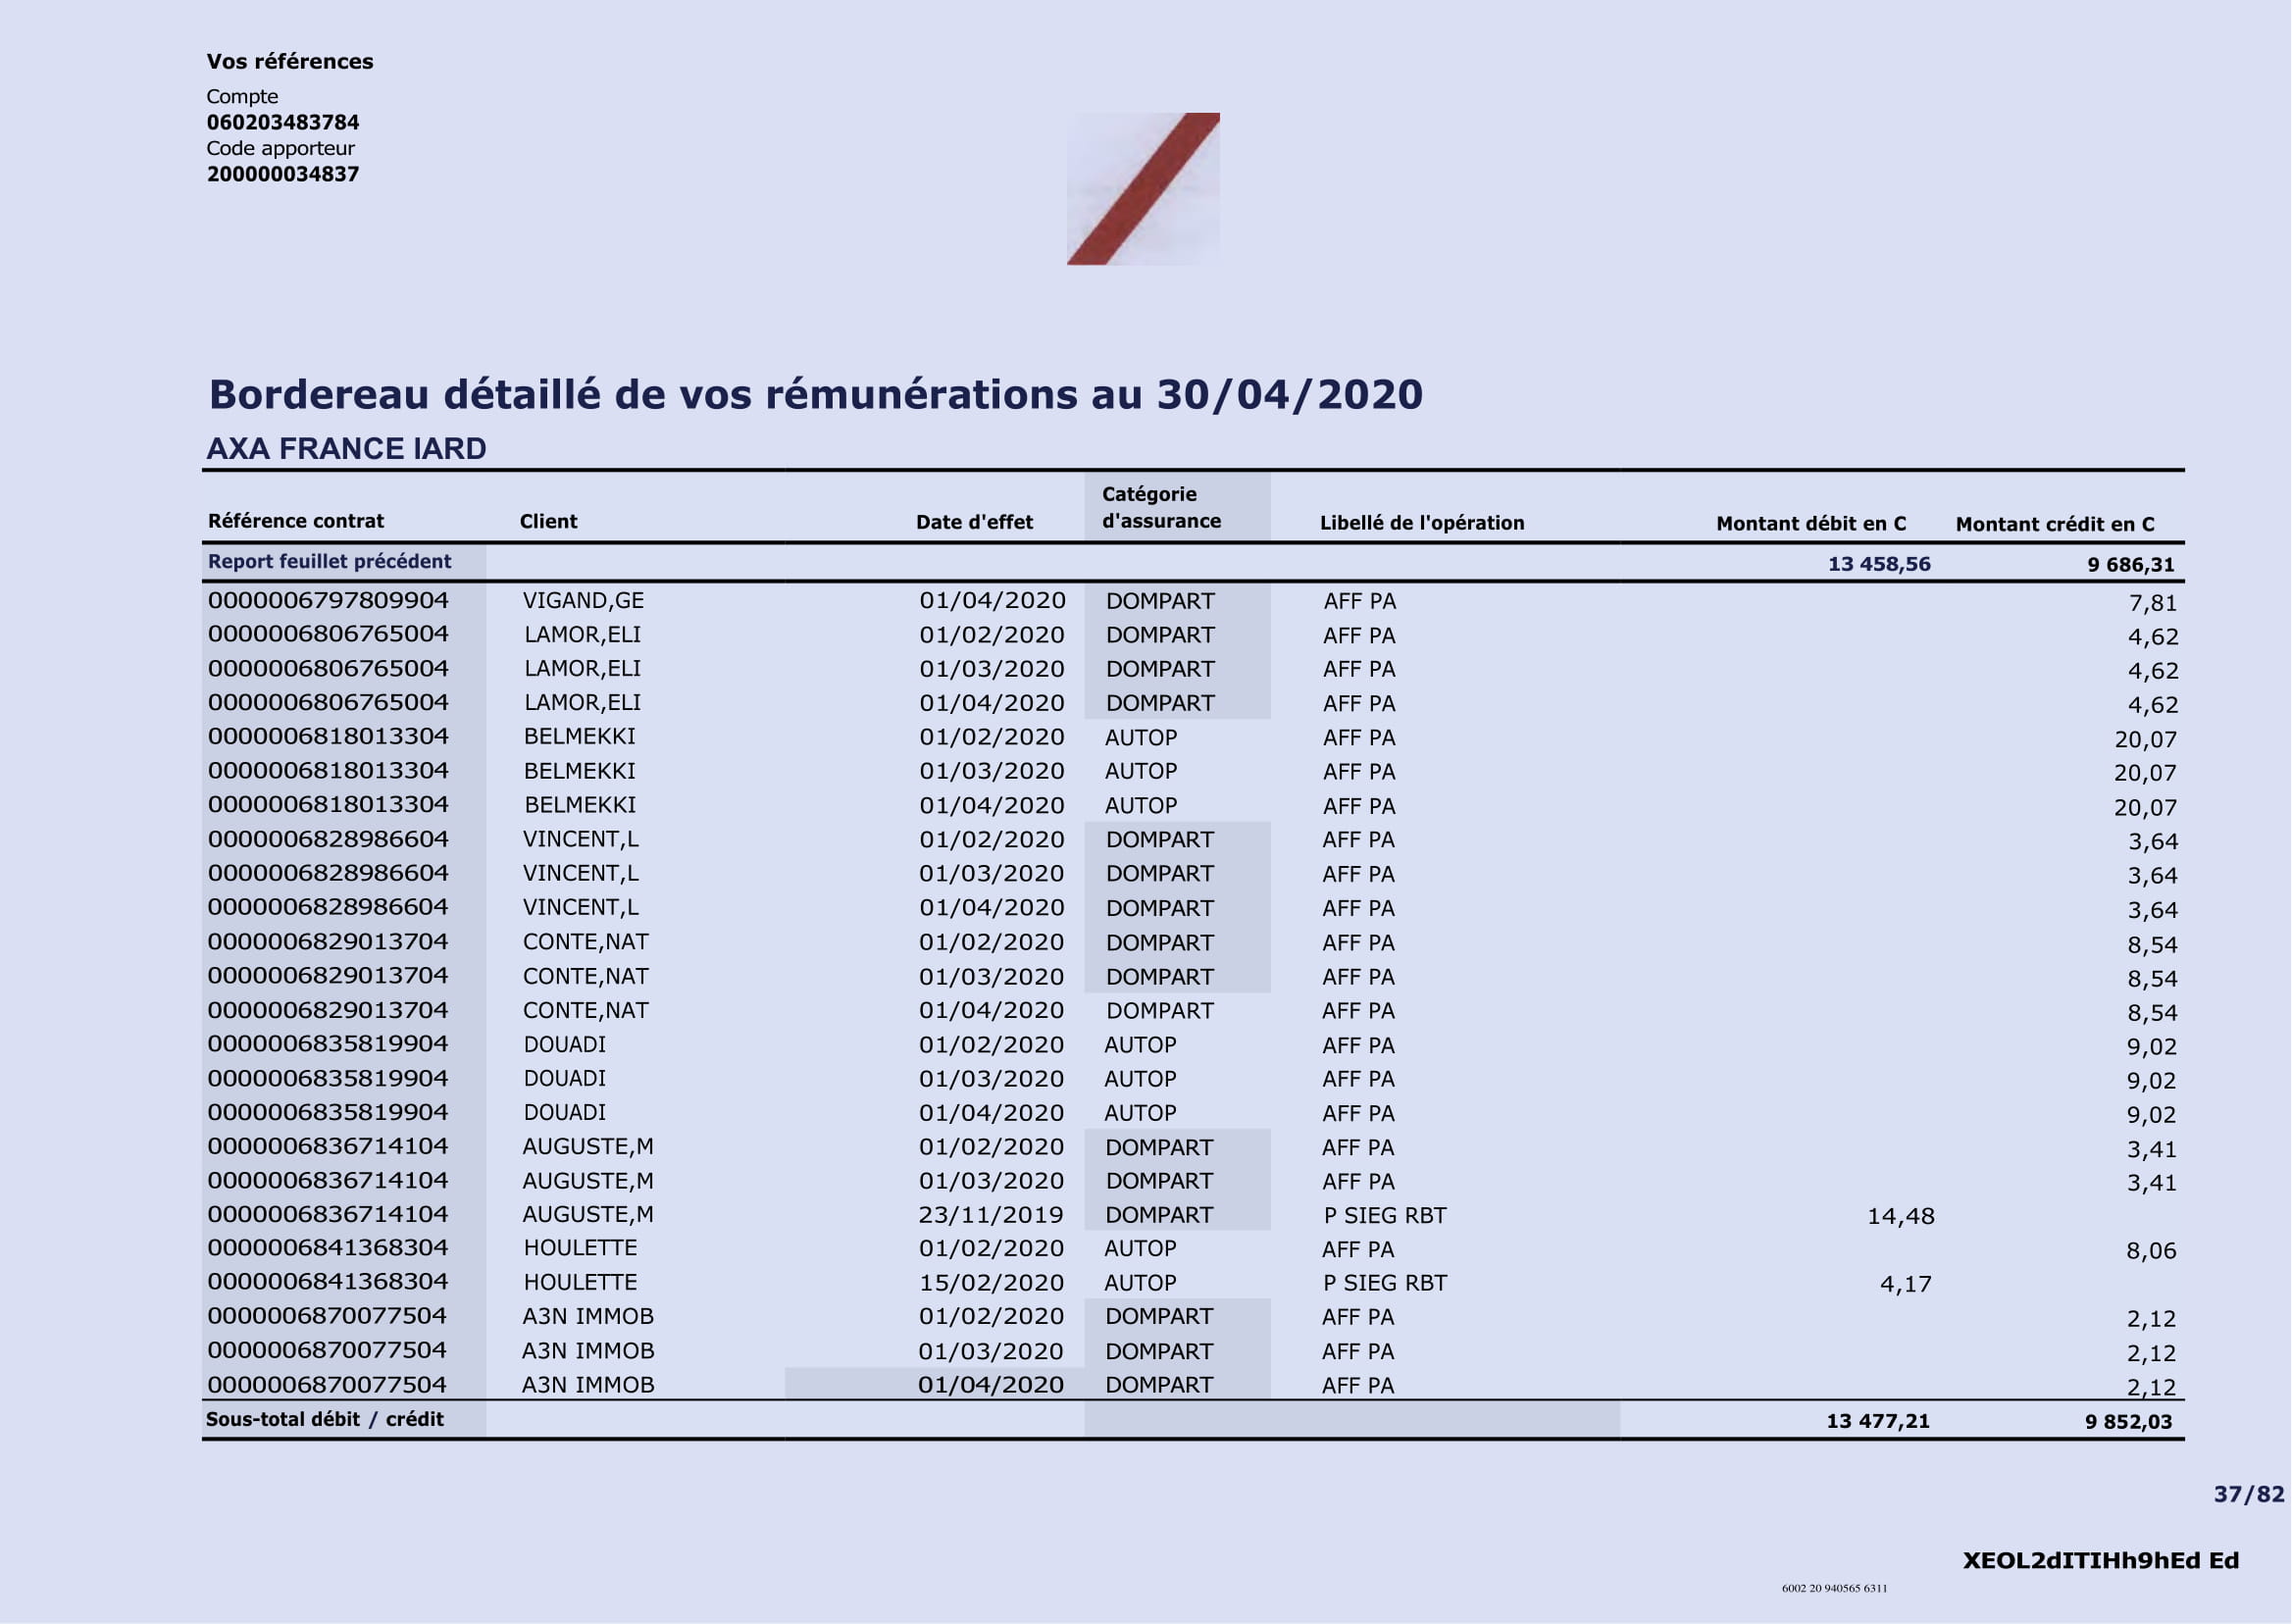 Vos références
Compte
060203483784
Code apporteur
200000034837
Bordereau détaillé de vos rémunérations au 30/04/2020
AXA FRANCE IARD
Référence contrat Client Date d'effet Catégorie d'assurance Libellé de l'opération Montant débit en C Montant crédit en C
Report feuillet précédent 13 458,56 9 686,31
0000006797809904 VIGAND,GE 01/04/2020 DOMPART AFF PA 7,81
0000006806765004 LAMOR,ELI 01/02/2020 DOMPART AFF PA 4,62
0000006806765004 LAMOR,ELI 01/03/2020 DOMPART AFF PA 4,62
0000006806765004 LAMOR,ELI 01/04/2020 DOMPART AFF PA 4,62
0000006818013304 BELMEKKI 01/02/2020 AUTOP AFF PA 20,07
0000006818013304 BELMEKKI 01/03/2020 AUTOP AFF PA 20,07
0000006818013304 BELMEKKI 01/04/2020 AUTOP AFF PA 20,07
0000006828986604 VINCENT,L 01/02/2020 DOMPART AFF PA 3,64
0000006828986604 VINCENT,L 01/03/2020 DOMPART AFF PA 3,64
0000006828986604 VINCENT,L 01/04/2020 DOMPART AFF PA 3,64
0000006829013704 CONTE,NAT 01/02/2020 DOMPART AFF PA 8,54
0000006829013704 CONTE,NAT 01/03/2020 DOMPART AFF PA 8,54
0000006829013704 CONTE,NAT 01/04/2020 DOMPART AFF PA 8,54
0000006835819904 DOUADI 01/02/2020 AUTOP AFF PA 9,02
0000006835819904 DOUADI 01/03/2020 AUTOP AFF PA 9,02
0000006835819904 DOUADI 01/04/2020 AUTOP AFF PA 9,02
0000006836714104 AUGUSTE,M 01/02/2020 DOMPART AFF PA 3,41
0000006836714104 AUGUSTE,M 01/03/2020 DOMPART AFF PA 3,41
0000006836714104 AUGUSTE,M 23/11/2019 DOMPART P SIEG RBT 14,48
0000006841368304 HOULETTE 01/02/2020 AUTOP AFF PA 8,06
0000006841368304 HOULETTE 15/02/2020 AUTOP P SIEG RBT 4,17
0000006870077504 A3N IMMOB 01/02/2020 DOMPART AFF PA 2,12
0000006870077504 A3N IMMOB 01/03/2020 DOMPART AFF PA 2,12
0000006870077504 A3N IMMOB 01/04/2020 DOMPART AFF PA 2,12
Sous-total débit / crédit 13 477,21 9 852,03
37/82
XEOL2dITIHh9hEd Ed
6002 20 940565 6311